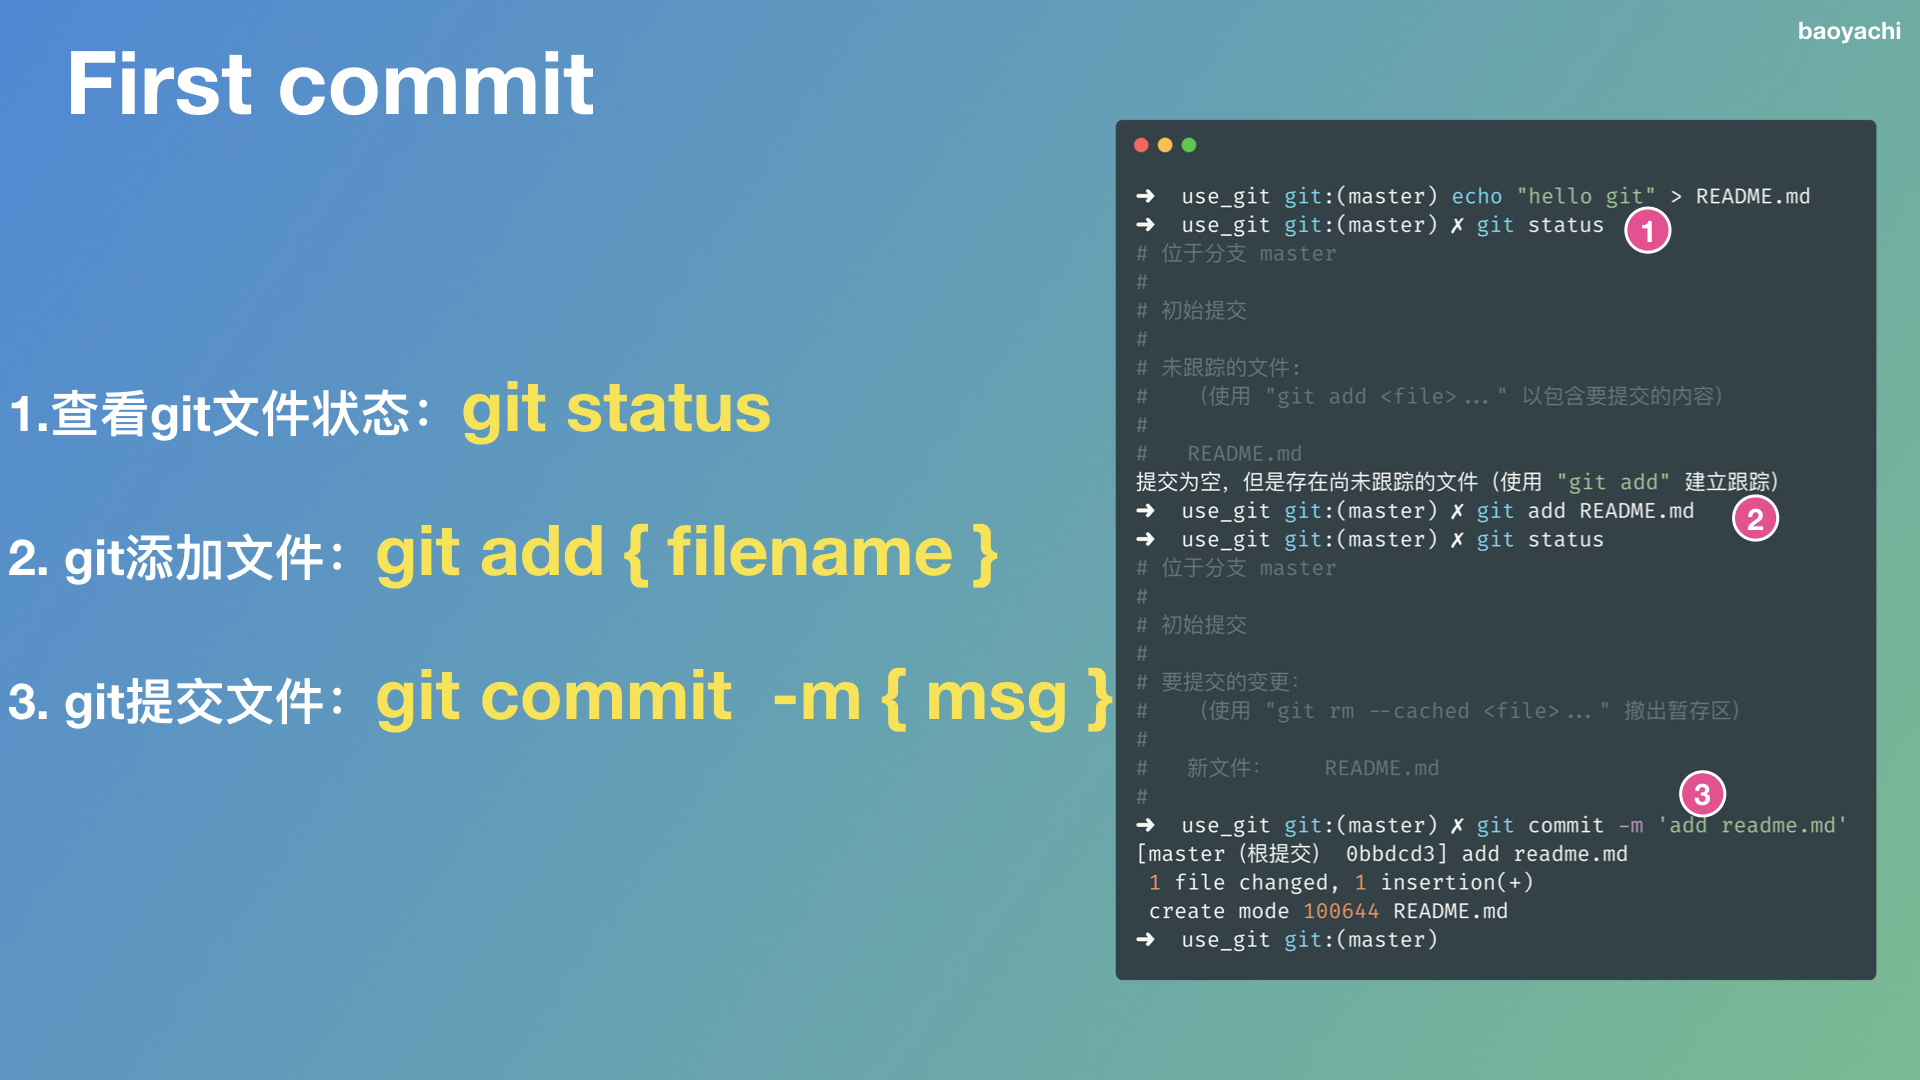 baoyachi
First commit
1.查看git文件状态：git status
2. git添加文件：git add { filename }
3. git提交文件：git commit  -m { msg }
➜  use_git git:(master) echo "hello git" > README.md
➜  use_git git:(master) ✗ git status
1
# 位于分支 master
#
# 初始提交
#
# 未跟踪的文件:
#   （使用 "git add <file>..." 以包含要提交的内容）
#
#   README.md
提交为空，但是存在尚未跟踪的文件（使用 "git add" 建立跟踪）
➜  use_git git:(master) ✗ git add README.md
2
➜  use_git git:(master) ✗ git status
# 位于分支 master
#
# 初始提交
#
# 要提交的变更：
#   （使用 "git rm --cached <file>..." 撤出暂存区）
#
#   新文件：    README.md
#
3
➜  use_git git:(master) ✗ git commit -m 'add readme.md'
[master（根提交） 0bbdcd3] add readme.md
1 file changed, 1 insertion(+)
create mode 100644 README.md
➜  use_git git:(master)